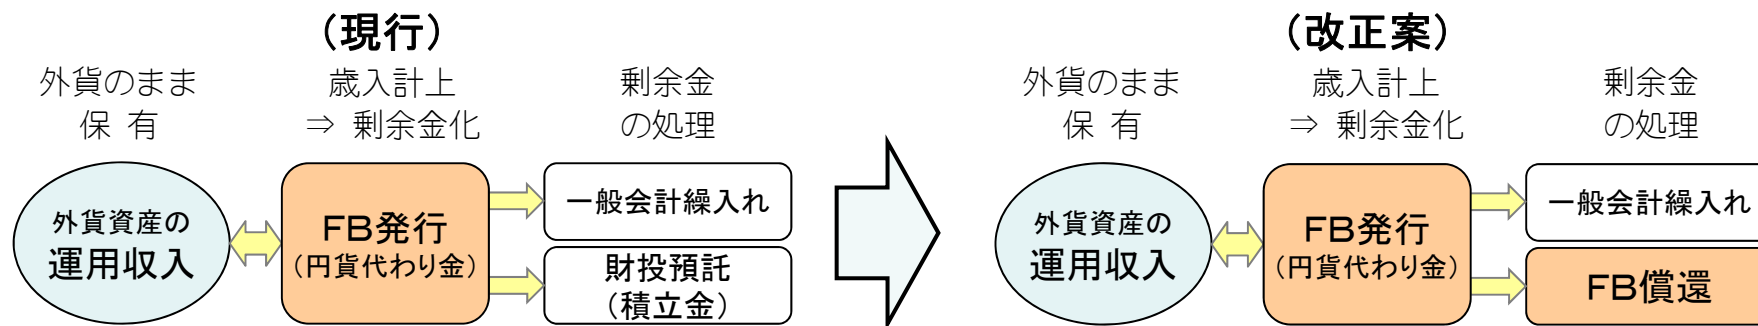 （現行）
外貨のまま
保 有
歳入計上
⇒ 剰余金化
剰余金
の処理
外貨資産の
運用収入
ＦＢ発行
（円貨代わり金）
一般会計繰入れ
財投預託
（積立金）
（改正案）
外貨のまま
保 有
歳入計上
⇒ 剰余金化
剰余金
の処理
外貨資産の
運用収入
ＦＢ発行
（円貨代わり金）
一般会計繰入れ
ＦＢ償還